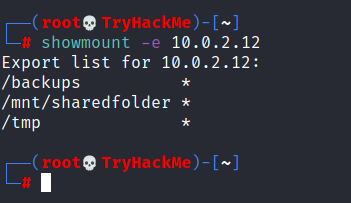 ┌──(root💀TryHackMe)-[~]
└─# showmount -e 10.0.2.12
Export list for 10.0.2.12:
/backups          *
/mnt/sharedfolder *
/tmp              *
┌──(root💀TryHackMe)-[~]
└─#